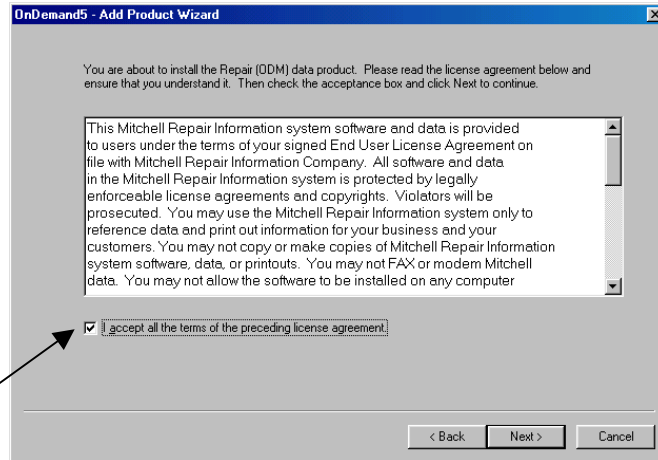 OnDemand5 - Add Product Wizard
You are about to install the Repair (ODM) data product. Please read the license agreement below and
ensure that you understand it. Then check the acceptance box and click Next to continue.
This Mitchell Repair Information system software and data is provided
to users under the terms of your signed End User License Agreement on
file with Mitchell Repair Information Company. All software and data
in the Mitchell Repair Information system is protected by legally
enforceable license agreements and copyrights. Violators will be
prosecuted. You may use the Mitchell Repair Information system only to
reference data and print out information for your business and your
customers. You may not copy or make copies of Mitchell Repair Information
system software, data, or printouts. You may not FAX or modem Mitchell
data. You may not allow the software to be installed on any computer
I accept all the terms of the preceding license agreement.
< Back Next > Cancel